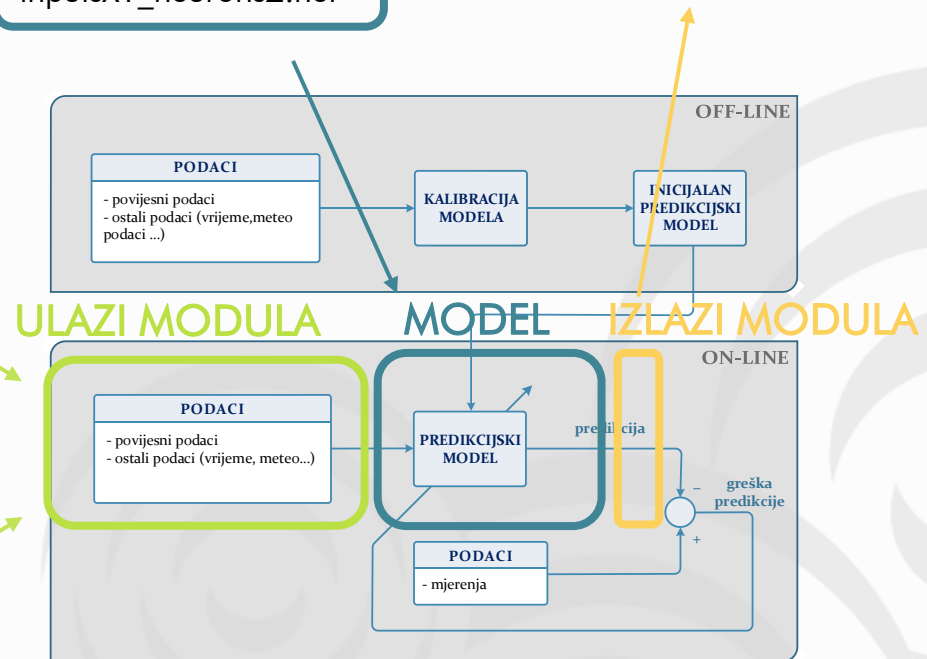 OFF-LINE
PODACI
- povijesni podaci
- ostali podaci (vrijeme,meteo
podaci ...)
KALIBRACIJA
MODELA
INICIJALAN
PREDIKCIJSKI
MODEL
ULAZI MODULA
MODEL
IZLAZI MODULA
ON-LINE
PODACI
- povijesni podaci
- ostali podaci (vrijeme, meteo...)
PREDIKCIJSKI
MODEL
predikcija
−
greška
predikcije
+
PODACI
- mjerenja